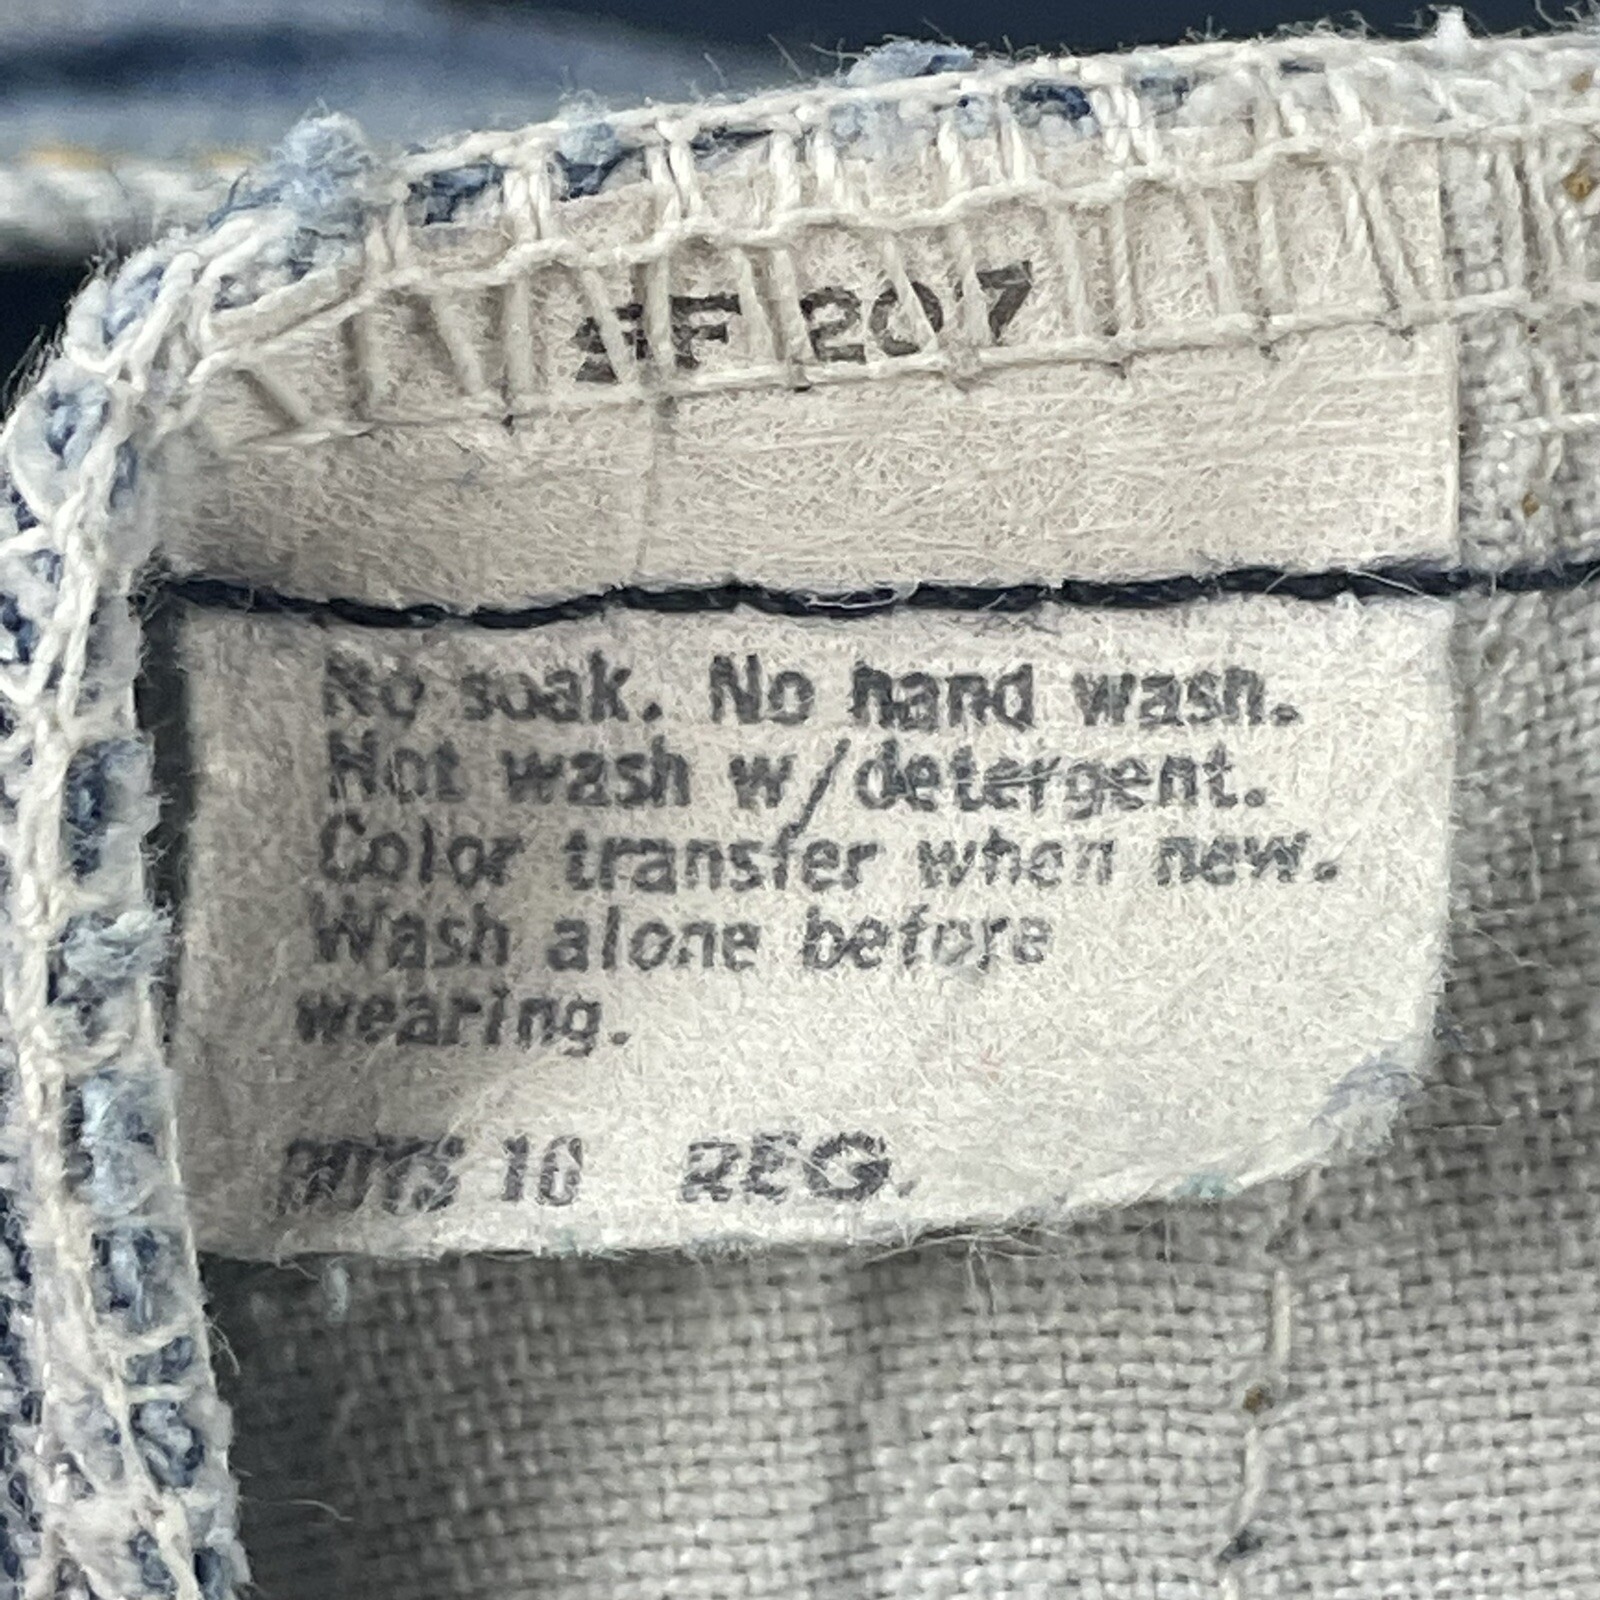 SF 207
No soak. No hand wash.
Hot wash w/detergent.
Color transfer when new.
Wash alone before
wearing.
10 REG.